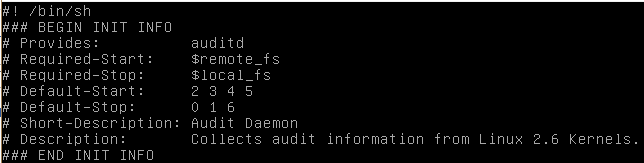 #! /bin/sh
### BEGIN INIT INFO
# Provides:          auditd
# Required-Start:    $remote_fs
# Required-Stop:     $local_fs
# Default-Start:     2 3 4 5
# Default-Stop:      0 1 6
# Short-Description: Audit Daemon
# Description:       Collects audit information from Linux 2.6 Kernels.
### END INIT INFO